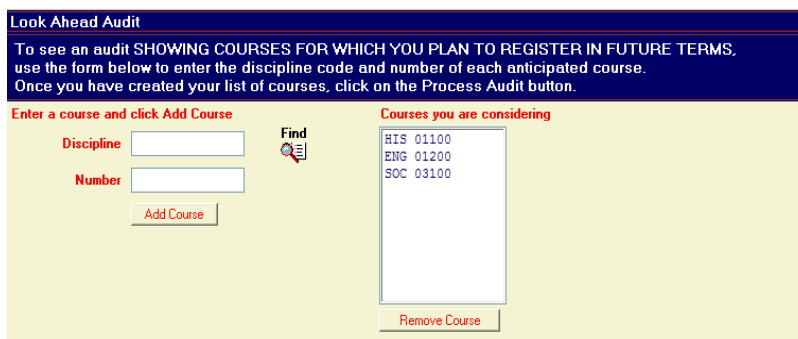 Look Ahead Audit
To see an audit SHOWING COURSES FOR WHICH YOU PLAN TO REGISTER IN FUTURE TERMS,
use the form below to enter the discipline code and number of each anticipated course.
Once you have created your list of courses, click on the Process Audit button.
Enter a course and click Add Course
Discipline
Find
Number
Add Course
Courses you are considering
HIS 01100
ENG 01200
SOC 03100
Remove Course